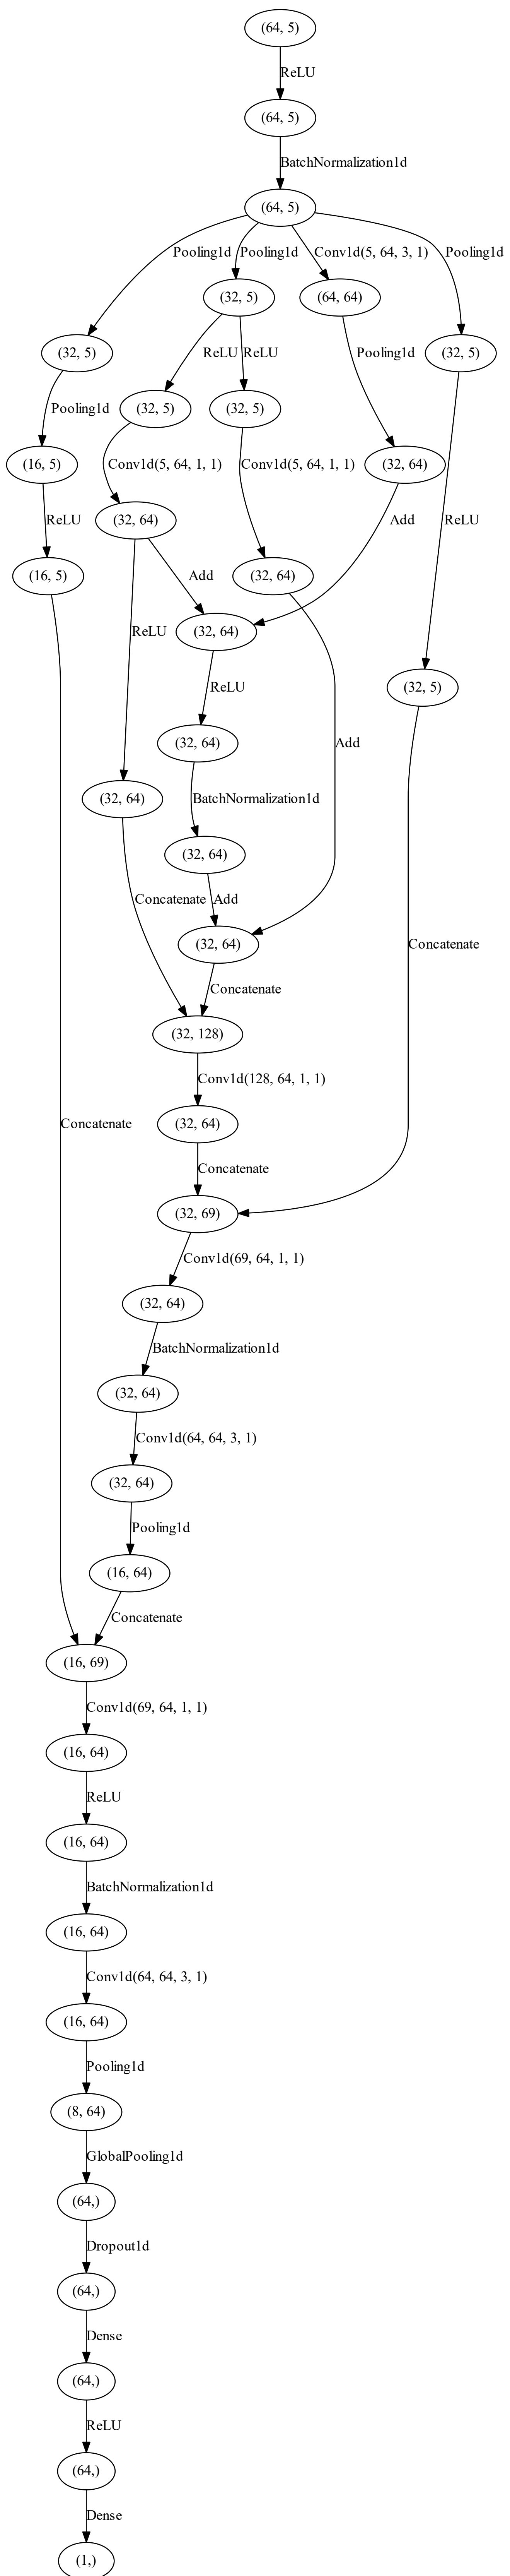 (64, 5)
ReLU
(64, 5)
BatchNormalization1d
(64, 5)
Pooling1d Pooling1d Conv1d(5, 64, 3, 1) Pooling1d
(32, 5) (64, 64)
(32, 5) ReLU ReLU Pooling1d (32, 5)
Pooling1d (32, 5) (32, 5)
(16, 5) Conv1d(5, 64, 1, 1) Conv1d(5, 64, 1, 1) (32, 64)
ReLU (32, 64) Add ReLU
(16, 5) Add (32, 64)
ReLU (32, 64)
ReLU (32, 5)
(32, 64) Add
(32, 64) BatchNormalization1d
(32, 64)
Concatenate Add
(32, 64) Concatenate
Concatenate
(32, 128)
Conv1d(128, 64, 1, 1)
Concatenate (32, 64)
Concatenate
(32, 69)
Conv1d(69, 64, 1, 1)
(32, 64)
BatchNormalization1d
(32, 64)
Conv1d(64, 64, 3, 1)
(32, 64)
Pooling1d
(16, 64)
Concatenate
(16, 69)
Conv1d(69, 64, 1, 1)
(16, 64)
ReLU
(16, 64)
BatchNormalization1d
(16, 64)
Conv1d(64, 64, 3, 1)
(16, 64)
Pooling1d
(8, 64)
GlobalPooling1d
(64,)
Dropout1d
(64,)
Dense
(64,)
ReLU
(64,)
Dense
(1,)